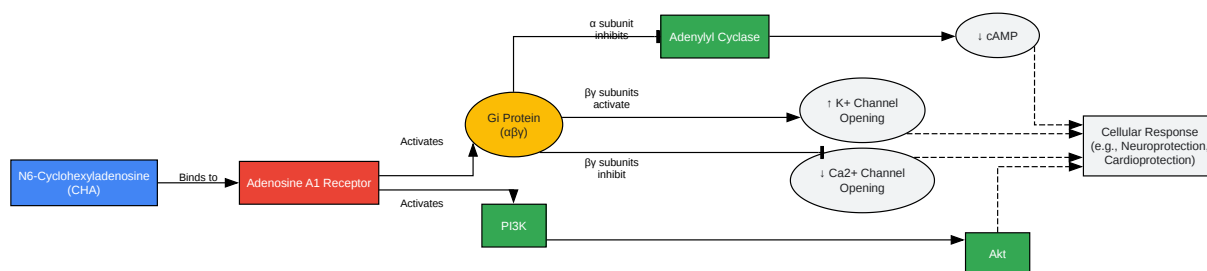 N6-Cyclohexyladenosine
(CHA)
Binds to
Adenosine A1 Receptor
Activates
Activates
Gi Protein
(αβγ)
PI3K
α subunit
inhibits
Adenylyl Cyclase
↓ cAMP
βγ subunits
activate
↑ K+ Channel
Opening
βγ subunits
inhibit
↓ Ca2+ Channel
Opening
Akt
Cellular Response
(e.g., Neuroprotection,
Cardioprotection)